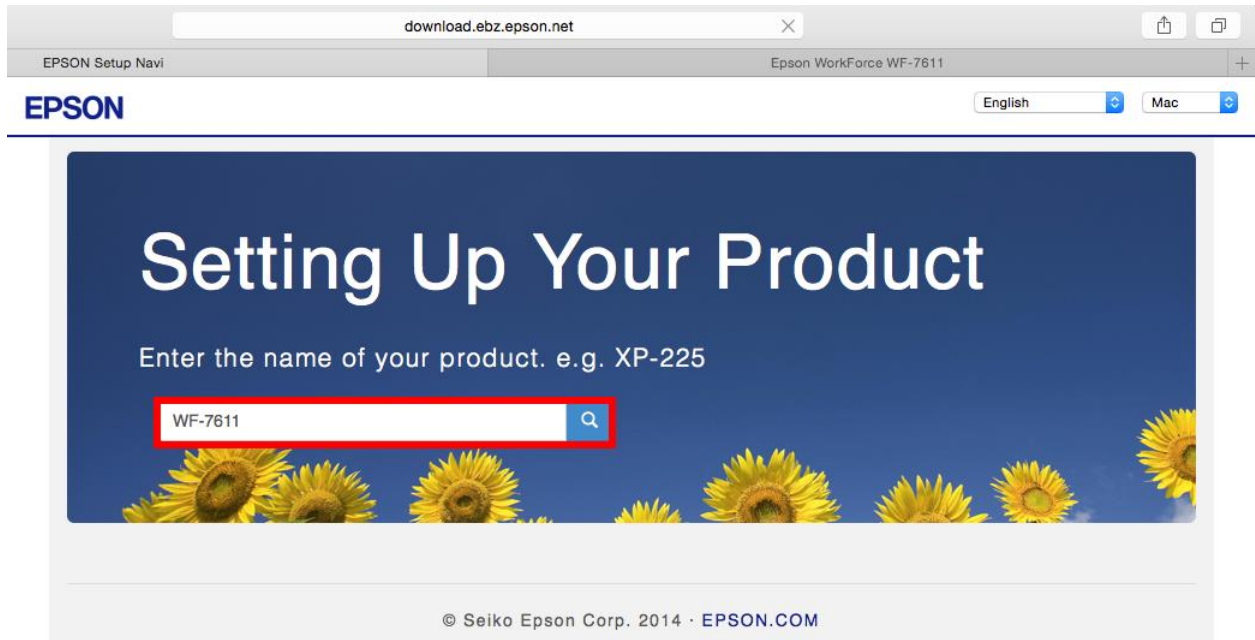 download.ebz.epson.net
EPSON Setup Navi
Epson WorkForce WF-7611
EPSON
English
Mac
Setting Up Your Product
Enter the name of your product. e.g. XP-225
WF-7611
© Seiko Epson Corp. 2014 · EPSON.COM